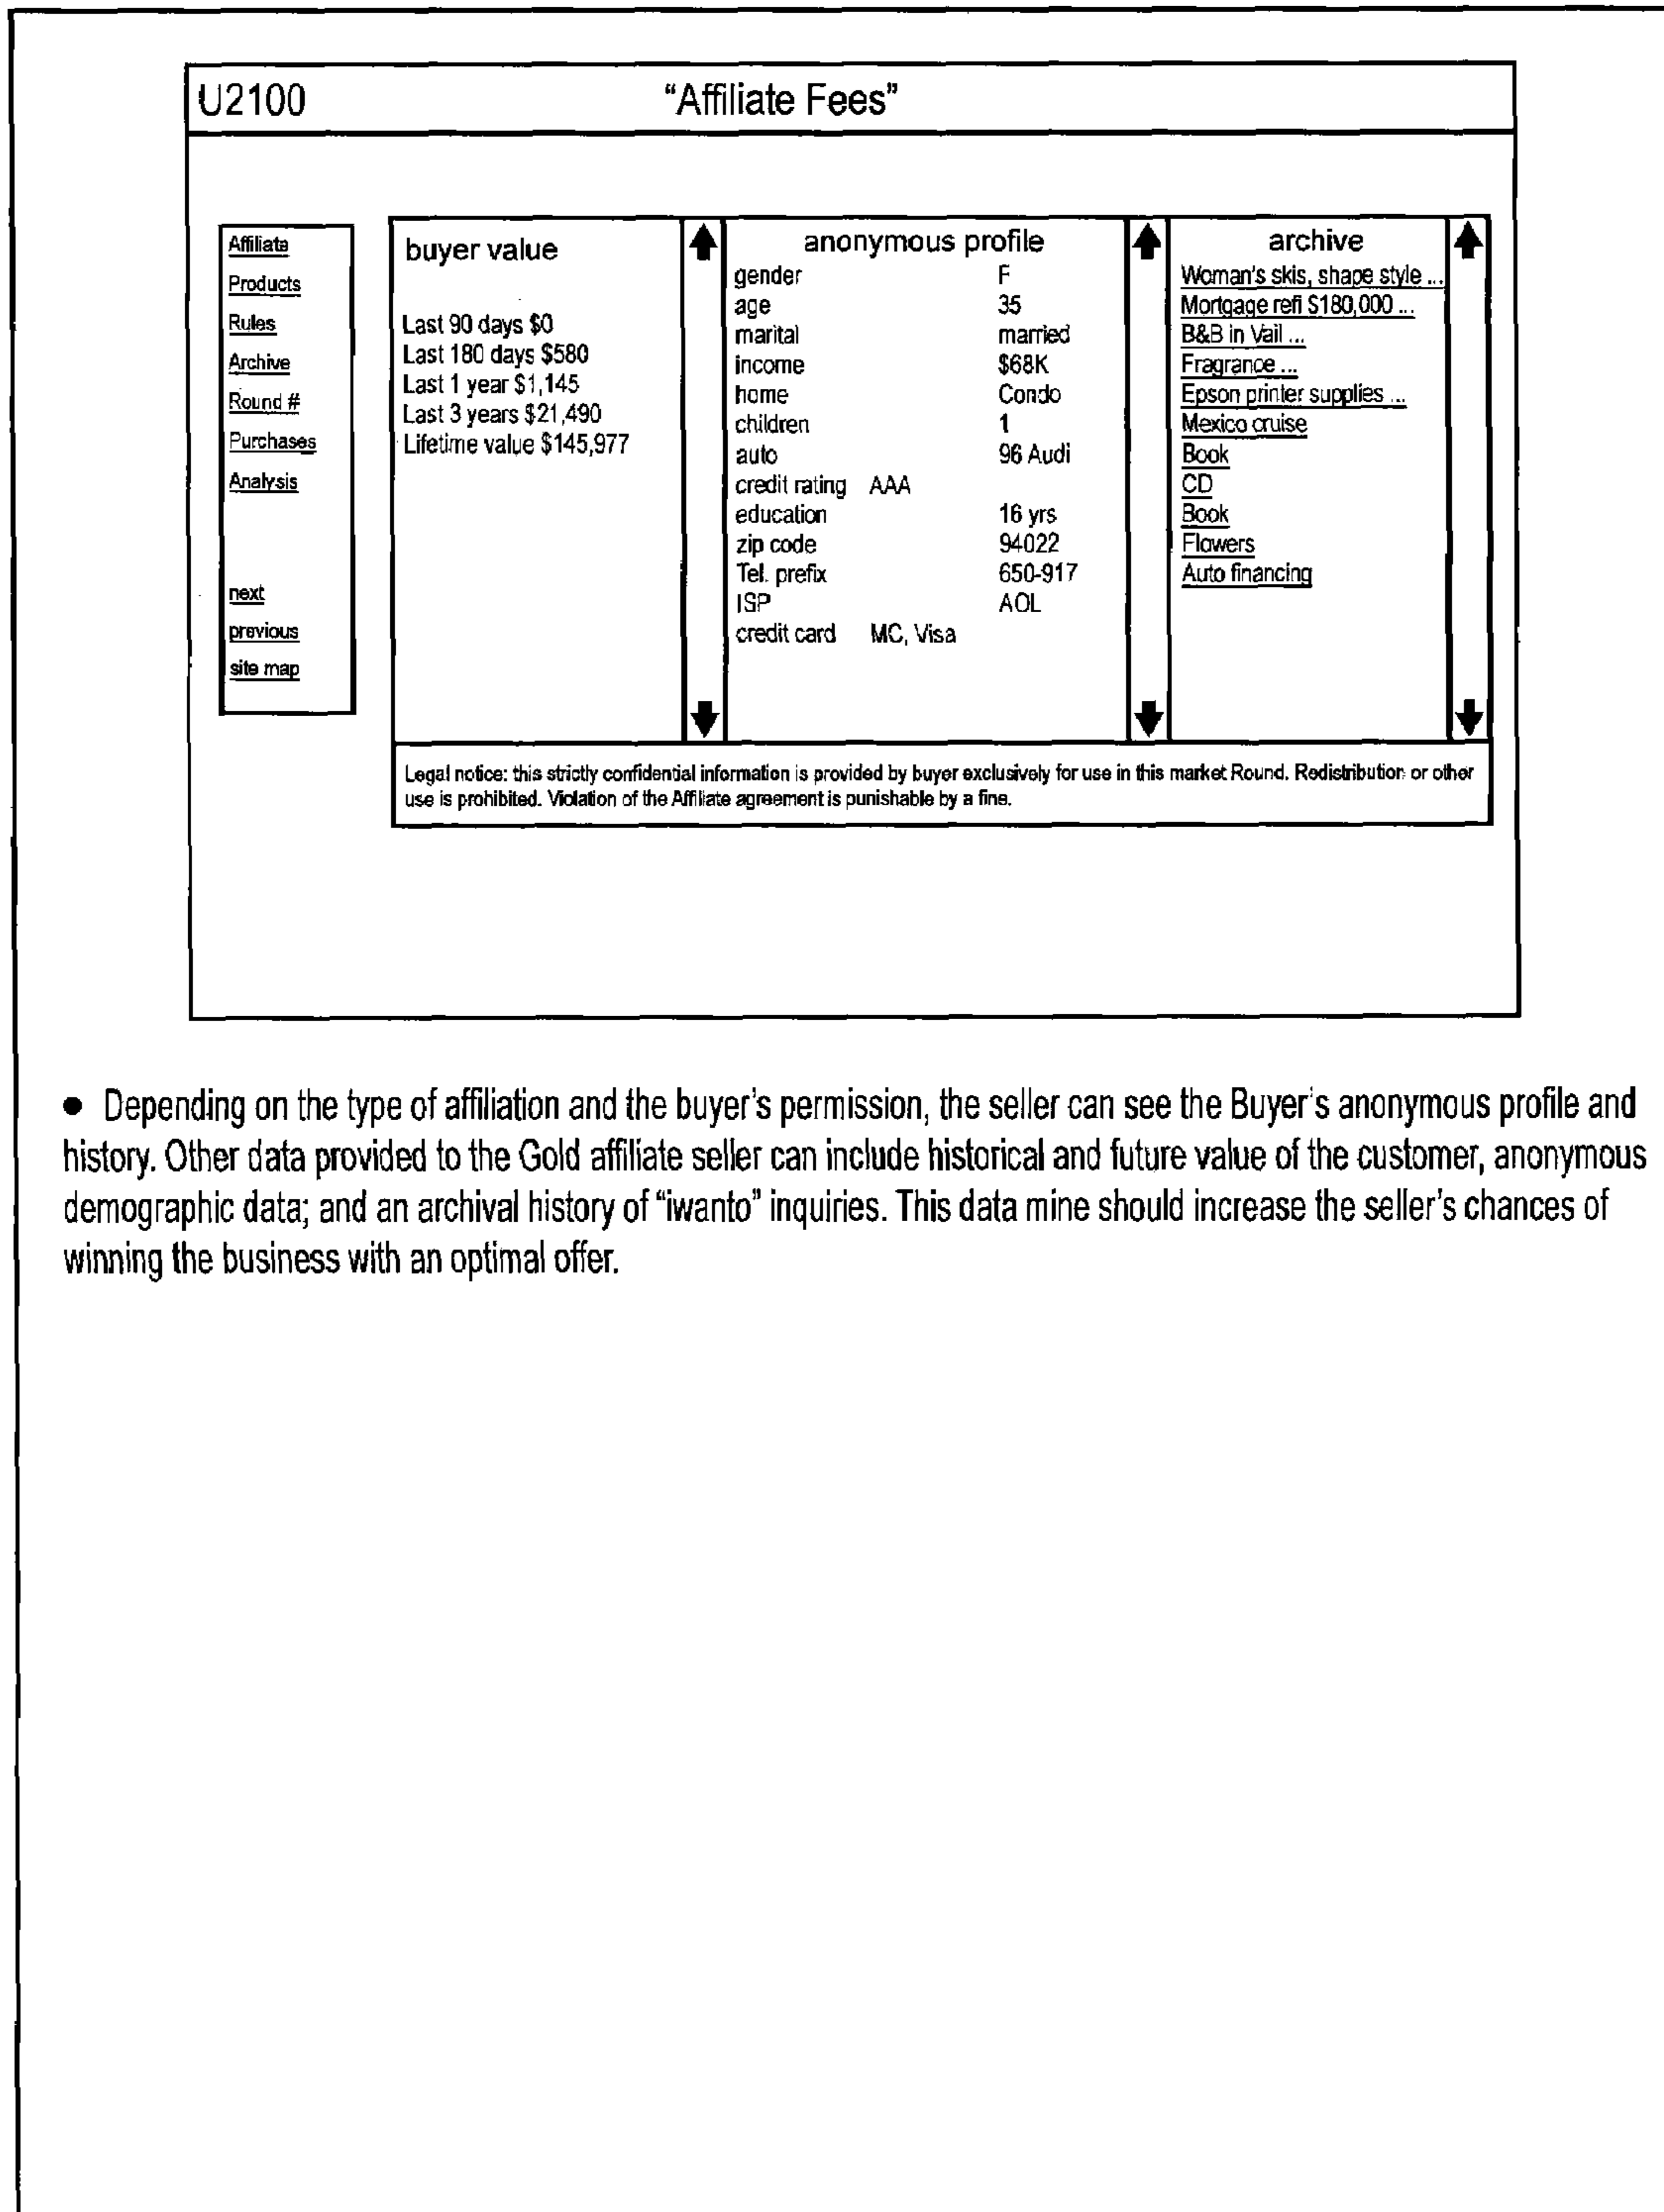 U2100 "Affiliate Fees"
Affiliate
Products
Rules
Archive
Round #
Purchases
Analysis
next
previous
site map
buyer value
Last 90 days $0
Last 180 days $580
Last 1 year $1,145
Last 3 years $21,490
Lifetime value $145,977
anonymous profile
gender F
age 35
marital married
income $68K
home Condo
children 1
auto 96 Audi
credit rating AAA
education 16 yrs
zip code 94022
Tel. prefix 650-917
ISP AOL
credit card MC, Visa
archive
Woman's skis, shape style ...
Mortgage refi $180,000 ...
B&B in Vail ...
Fragrance ...
Epson printer supplies ...
Mexico cruise
Book
CD
Book
Flowers
Auto financing
Legal notice: this strictly confidential information is provided by buyer exclusively for use in this market Round. Redistribution or other
use is prohibited. Violation of the Affiliate agreement is punishable by a fine.
• Depending on the type of affiliation and the buyer's permission, the seller can see the Buyer's anonymous profile and
history. Other data provided to the Gold affiliate seller can include historical and future value of the customer, anonymous
demographic data; and an archival history of "iwanto" inquiries. This data mine should increase the seller's chances of
winning the business with an optimal offer.